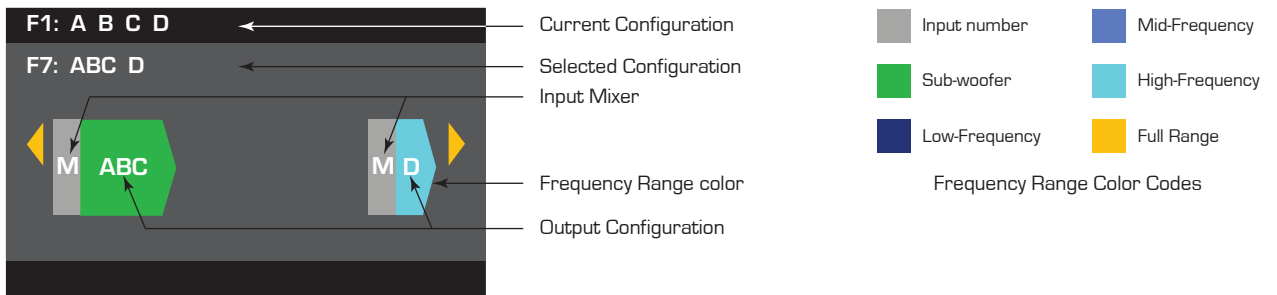 F1: A B C D
Current Configuration
F7: ABC D
Selected Configuration
Input Mixer
M ABC
M D
Frequency Range color
Output Configuration
Input number
Mid-Frequency
Sub-woofer
High-Frequency
Low-Frequency
Full Range
Frequency Range Color Codes